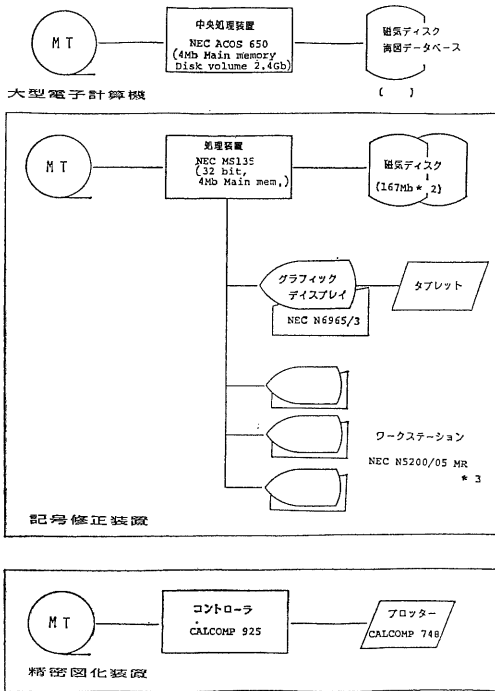 MT
中央処理装置
NEC ACOS 650
(4Mb Main memory
Disk volume 2.4Gb)
磁気ディスク
海図データベース
( )
大型電子計算機
MT
処理装置
NEC MS135
(32 bit,
4Mb Main mem,)
磁気ディスク
(167Mb * 2)
グラフィック
ディスプレイ
NEC N6965/3
タブレット
ワークステーション
NEC N5200/05 MR
* 3
記号修正装置
MT
コントローラ
CALCOMP 925
プロッター
CALCOMP 748
精密図化装置